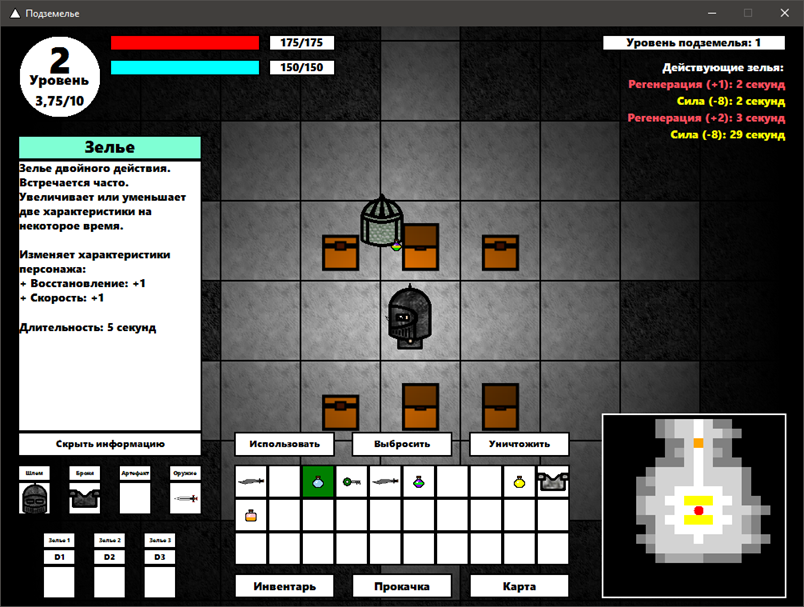 Подземелье
2
Уровень
3,75/10
175/175
150/150
Уровень подземелья: 1
Действующие зелья:
Регенерация (+1): 2 секунд
Сила (-8): 2 секунд
Регенерация (+2): 3 секунд
Сила (-8): 29 секунд
Зелье
Зелье двойного действия.
Встречается часто.
Увеличивает или уменьшает
две характеристики на
некоторое время.
Изменяет характеристики
персонажа:
+ Восстановление: +1
+ Скорость: +1
Длительность: 5 секунд
Скрыть информацию
Использовать
Выбросить
Уничтожить
Шлем
Броня
Артефакт
Оружие
Зелье 1
Зелье 2
Зелье 3
D1
D2
D3
Инвентарь
Прокачка
Карта